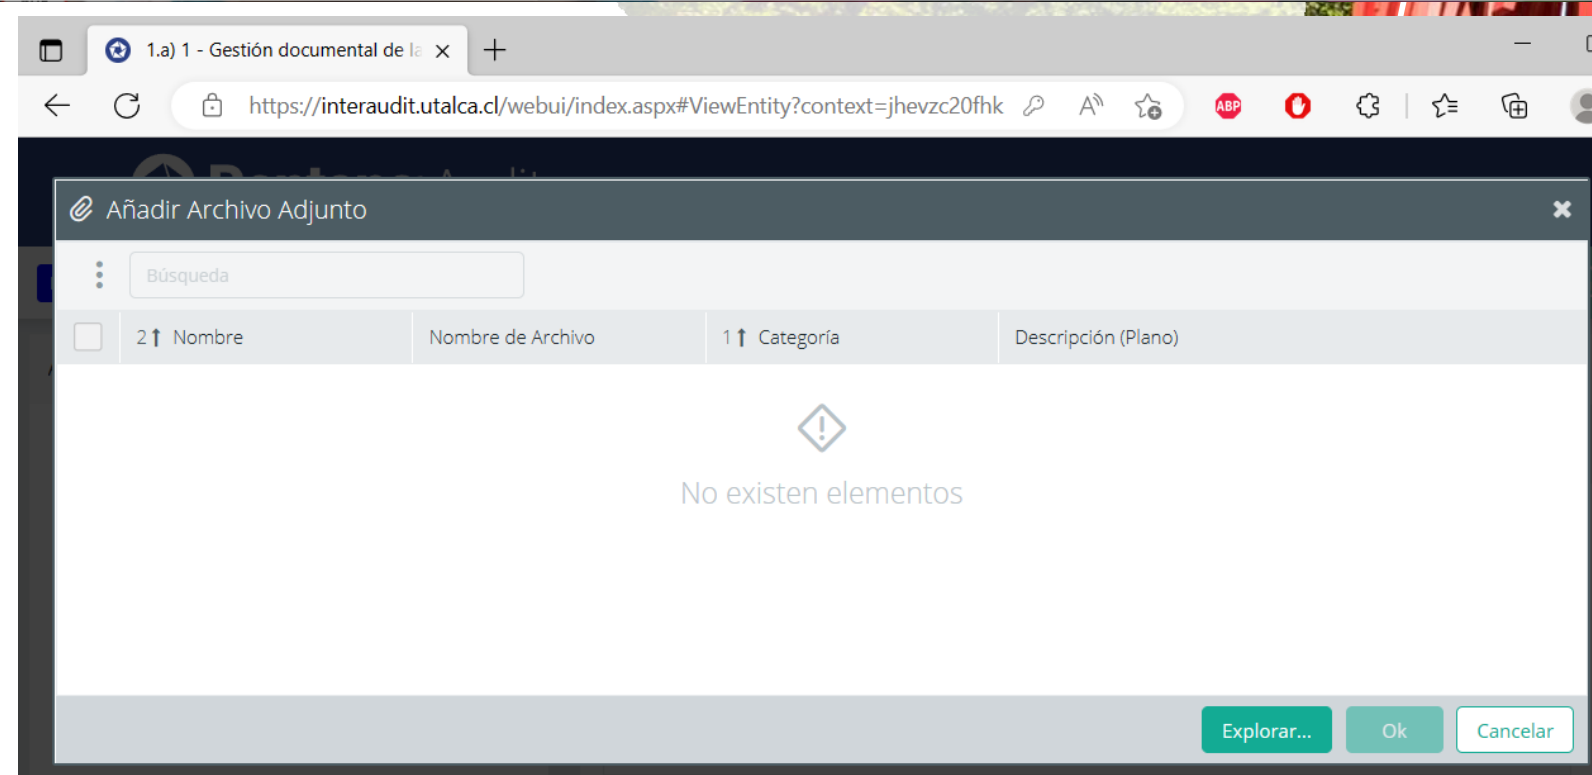 1.a) 1 - Gestión documental de la
https://interaudit.utalca.cl/webui/index.aspx#ViewEntity?context=jhevzc20fhk
ABP
Añadir Archivo Adjunto
Búsqueda
2 Nombre Nombre de Archivo 1 Categoría Descripción (Plano)
No existen elementos
Explorar... Ok Cancelar